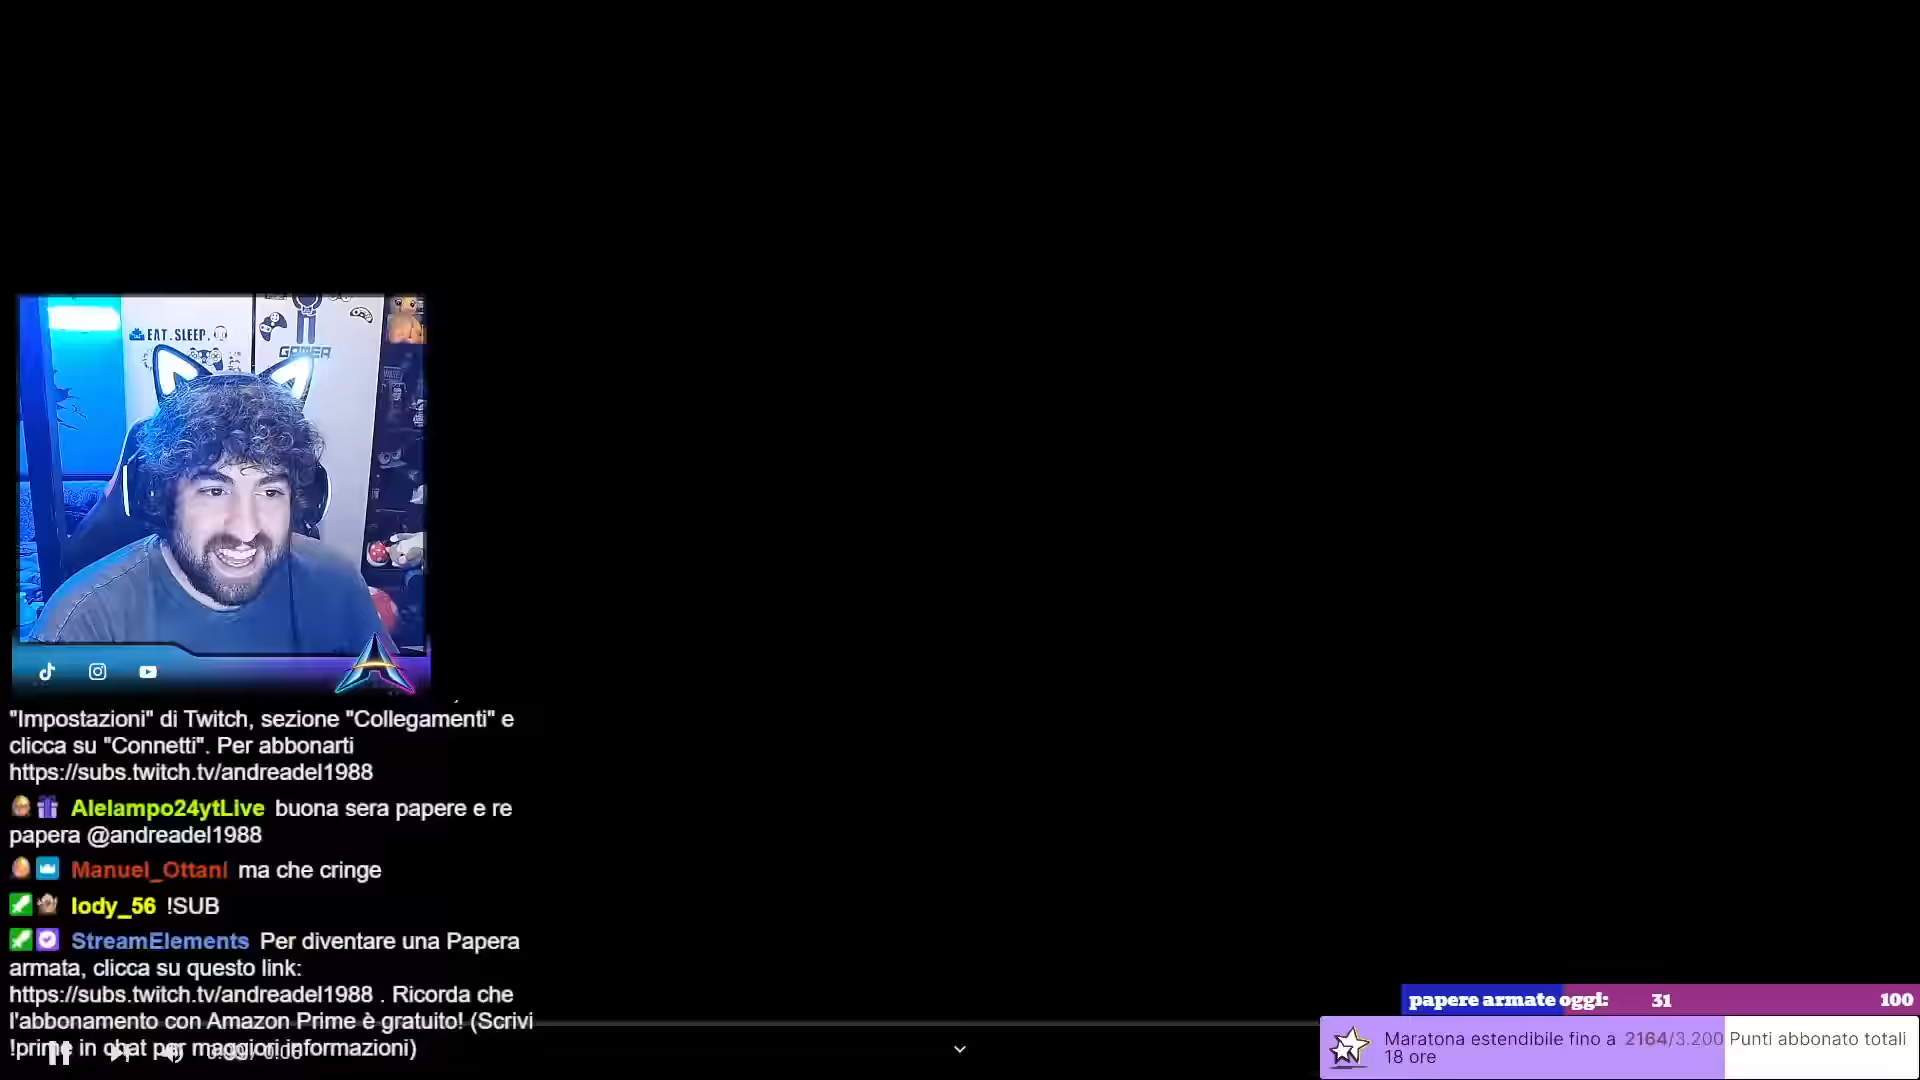 EAT.SLEEP.
GAMER
"Impostazioni" di Twitch, sezione "Collegamenti" e
clicca su "Connetti". Per abbonarti
https://subs.twitch.tv/andreadel1988
Alelampo24ytLive buona sera papere e re
papera @andreadel1988
Manuel_Ottani ma che cringe
lody_56 !SUB
StreamElements Per diventare una Papera
armata, clicca su questo link:
https://subs.twitch.tv/andreadel1988 . Ricorda che
l'abbonamento con Amazon Prime è gratuito! (Scrivi
!prime in chat per maggiori informazioni)
papere armate oggi: 31 100
Maratona estendibile fino a 2164/3.200 Punti abbonato totali
18 ore